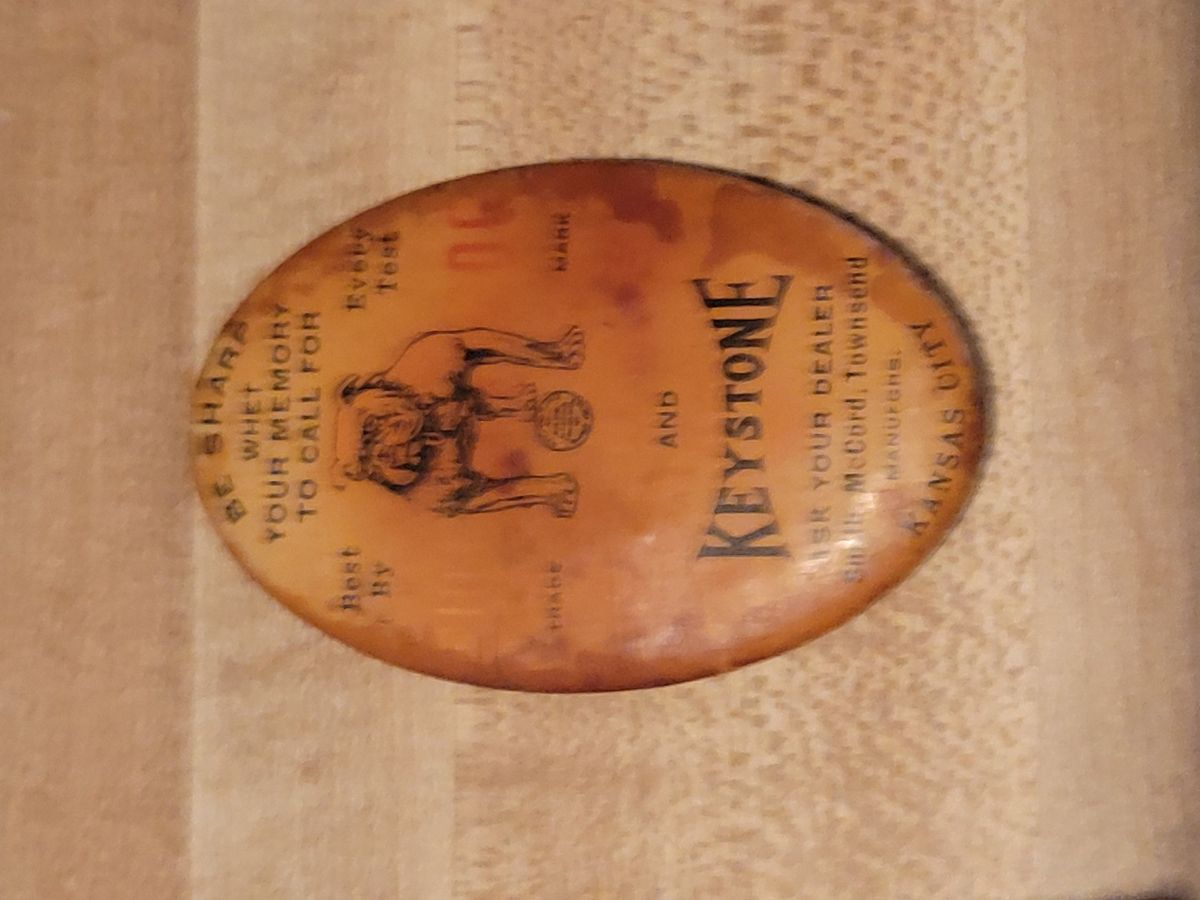 BE SHARP
WHET
YOUR MEMORY
TO CALL FOR
Best Every
By Test
TRADE MARK
AND
KEYSTONE
ASK YOUR DEALER
Smith, McCord, Townsend
MANUFRS.
KANSAS CITY